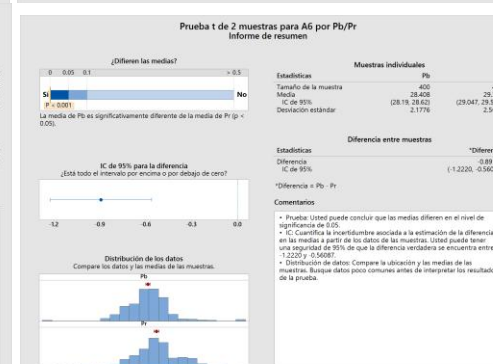 Prueba t de 2 muestras para A6 por Pb/Pr
Informe de resumen
¿Difieren las medias?
0 0.05 0.1 > 0.5
Sí No
P < 0.001
La media de Pb es significativamente diferente de la media de Pr (p <
0.05).
IC de 95% para la diferencia
¿Está todo el intervalo por encima o por debajo de cero?
-1.2 -0.9 -0.6 -0.3 0.0
Distribución de los datos
Compare los datos y las medias de las muestras.
Pb
Pr
Muestras individuales
Estadísticas Pb
Tamaño de la muestra 400
Media 28.408
IC de 95% (28.19, 28.62) (29.047,
Desviación estándar 2.1776
Diferencia entre muestras
Estadísticas
Diferencia
IC de 95% (-1.2220,
*Diferencia = Pb - Pr
Comentarios
• Prueba: Usted puede concluir que las medias difieren en el nivel de
significancia de 0.05.
• IC: Cuantifica la incertidumbre asociada a la estimación de la diferencia
en las medias a partir de los datos de las muestras. Usted puede tener
una seguridad de 95% de que la diferencia verdadera se encuentra entre
-1.2220 y -0.56087.
• Distribución de datos: Compare la ubicación y las medias de las
muestras. Busque datos poco comunes antes de interpretar los
de la prueba.